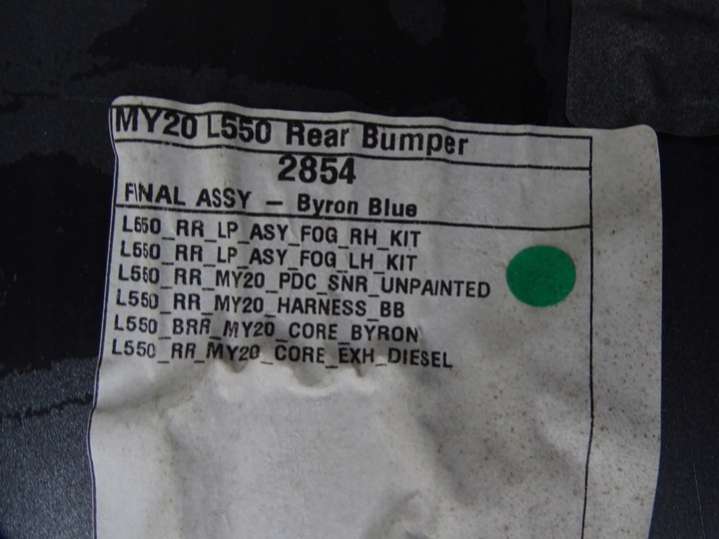 MY20 L550 Rear Bumper
2854
FINAL ASSY – Byron Blue
L550_RR_LP_ASY_FOG_RH_KIT
L550_RR_LP_ASY_FOG_LH_KIT
L550_RR_MY20_PDC_SNR_UNPAINTED
L550_RR_MY20_HARNESS_BB
L550_BRR_MY20_CORE_BYRON
L550_RR_MY20_CORE_EXH_DIESEL